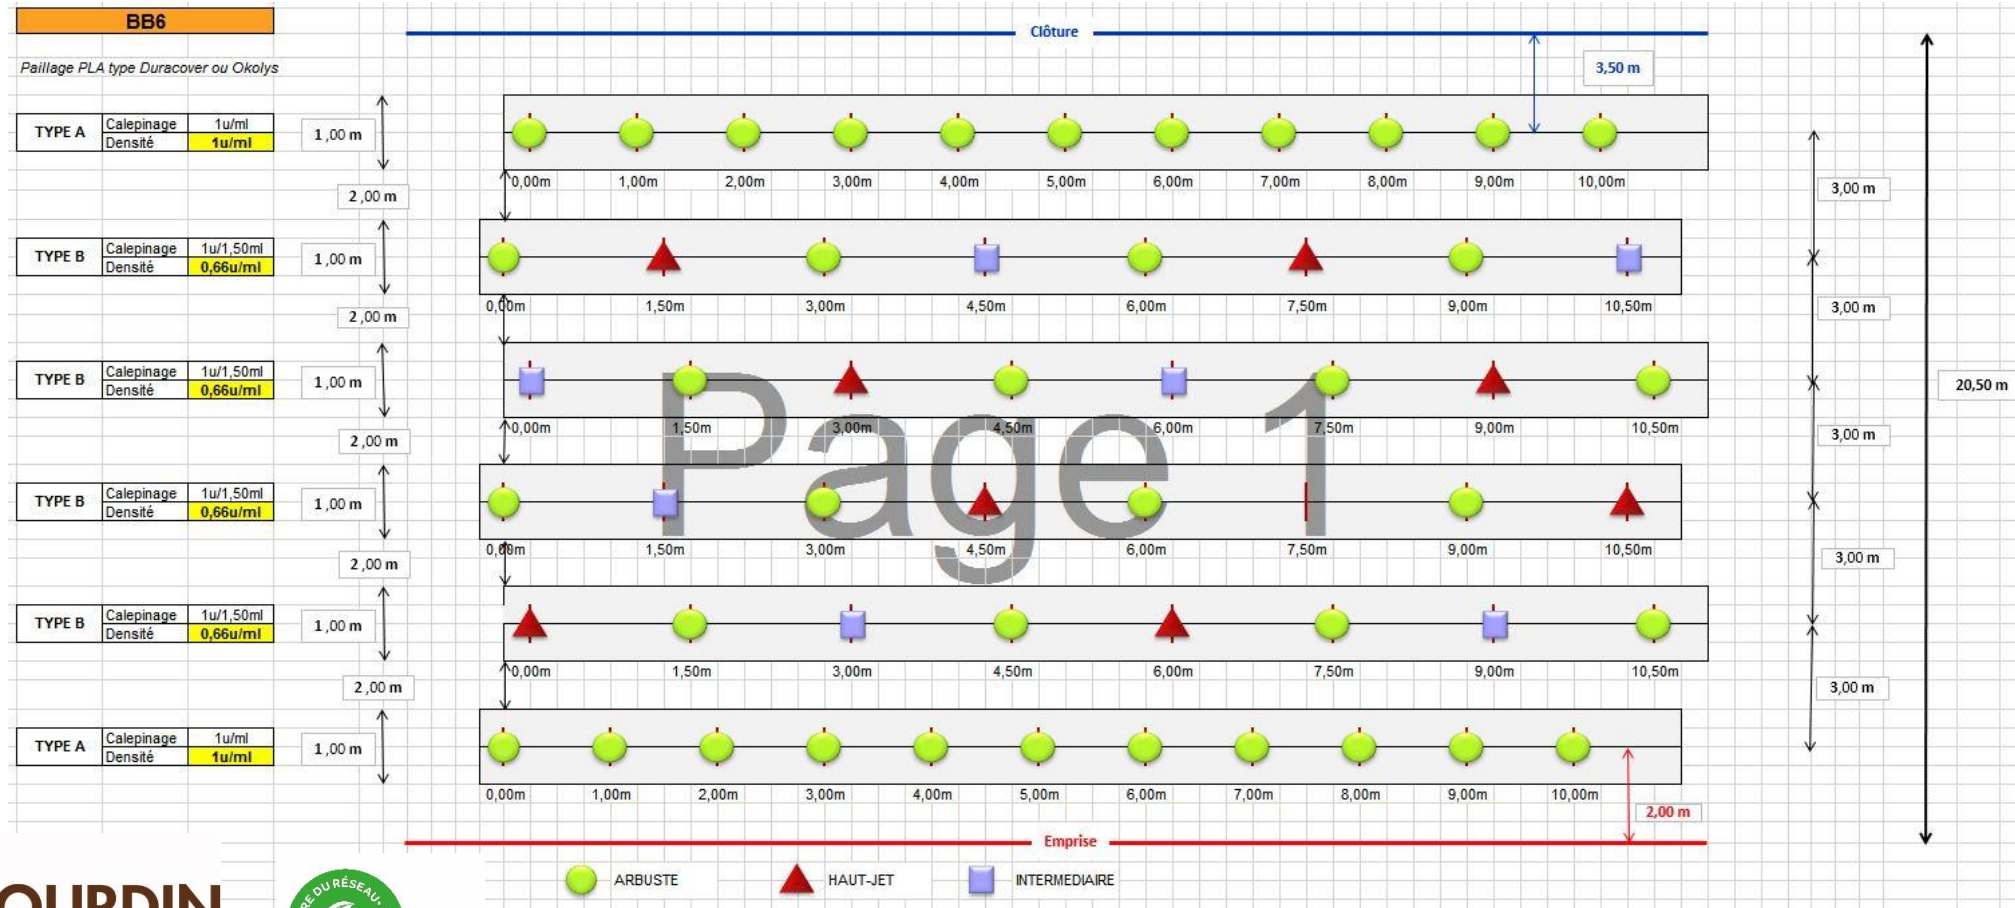 BB6
Clôture
Paillage PLA type Duracover ou Okolys
3,50 m
TYPE A Calepinage 1u/ml
Densité 1u/ml
1,00 m
0,00m 1,00m 2,00m 3,00m 4,00m 5,00m 6,00m 7,00m 8,00m 9,00m 10,00m
2,00 m
3,00 m
TYPE B Calepinage 1u/1,50ml
Densité 0,66u/ml
1,00 m
0,00m 1,50m 3,00m 4,50m 6,00m 7,50m 9,00m 10,50m
2,00 m
3,00 m
TYPE B Calepinage 1u/1,50ml
Densité 0,66u/ml
1,00 m
20,50 m
0,00m 1,50m 3,00m 4,50m 6,00m 7,50m 9,00m 10,50m
2,00 m
3,00 m
Page 1
TYPE B Calepinage 1u/1,50ml
Densité 0,66u/ml
1,00 m
0,00m 1,50m 3,00m 4,50m 6,00m 7,50m 9,00m 10,50m
2,00 m
3,00 m
TYPE B Calepinage 1u/1,50ml
Densité 0,66u/ml
1,00 m
0,00m 1,50m 3,00m 4,50m 6,00m 7,50m 9,00m 10,50m
2,00 m
3,00 m
TYPE A Calepinage 1u/ml
Densité 1u/ml
1,00 m
0,00m 1,00m 2,00m 3,00m 4,00m 5,00m 6,00m 7,00m 8,00m 9,00m 10,00m
2,00 m
Emprise
ARBUSTE HAUT-JET INTERMEDIAIRE
DU RÉSEAU